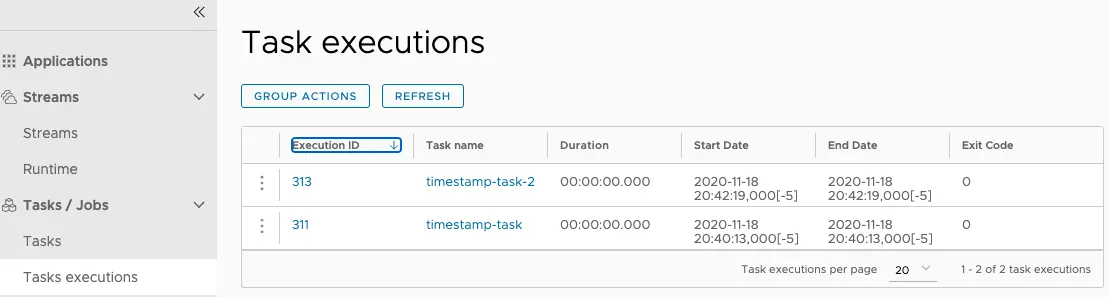 Applications
Streams
Streams
Runtime
Tasks / Jobs
Tasks
Tasks executions
Task executions
GROUP ACTIONS REFRESH
Execution ID Task name Duration Start Date End Date Exit Code
313 timestamp-task-2 00:00:00.000 2020-11-18 2020-11-18 0
20:42:19,000[-5] 20:42:19,000[-5]
311 timestamp-task 00:00:00.000 2020-11-18 2020-11-18 0
20:40:13,000[-5] 20:40:13,000[-5]
Task executions per page 20 1 - 2 of 2 task executions